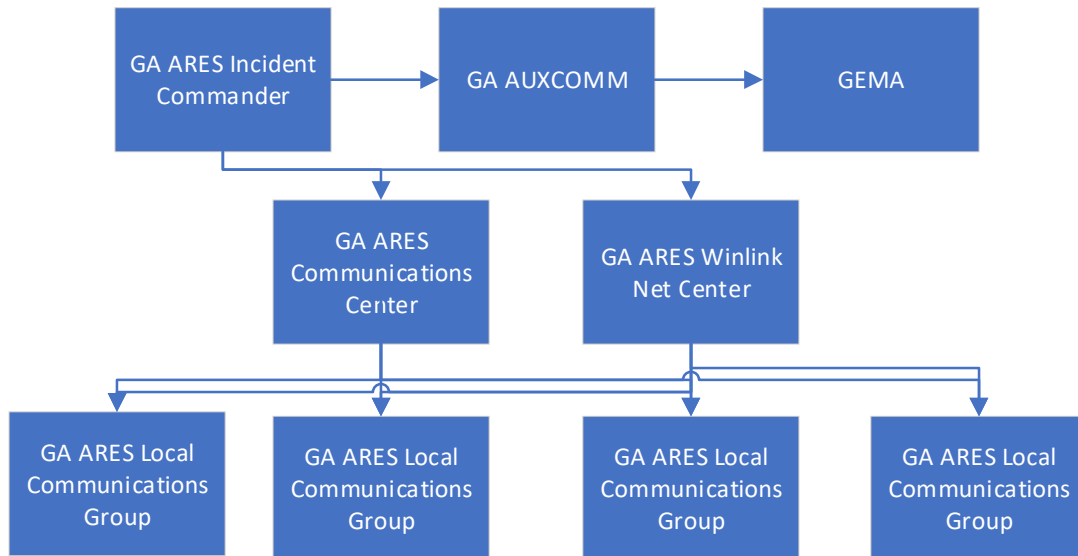 GA ARES Incident
Commander
GA AUXCOMM
GEMA
GA ARES
Communications
Center
GA ARES Winlink
Net Center
GA ARES Local
Communications
Group
GA ARES Local
Communications
Group
GA ARES Local
Communications
Group
GA ARES Local
Communications
Group